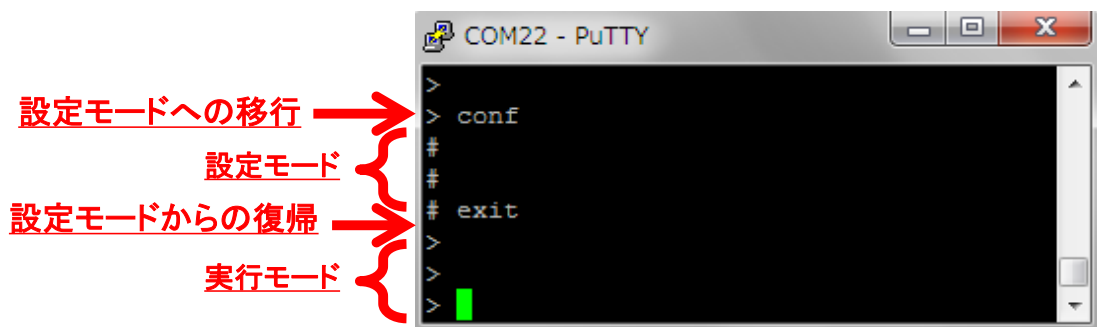 COM22 - PuTTY
>
設定モードへの移行
> conf
#
設定モード
#
設定モードからの復帰
# exit
>
実行モード
>
>